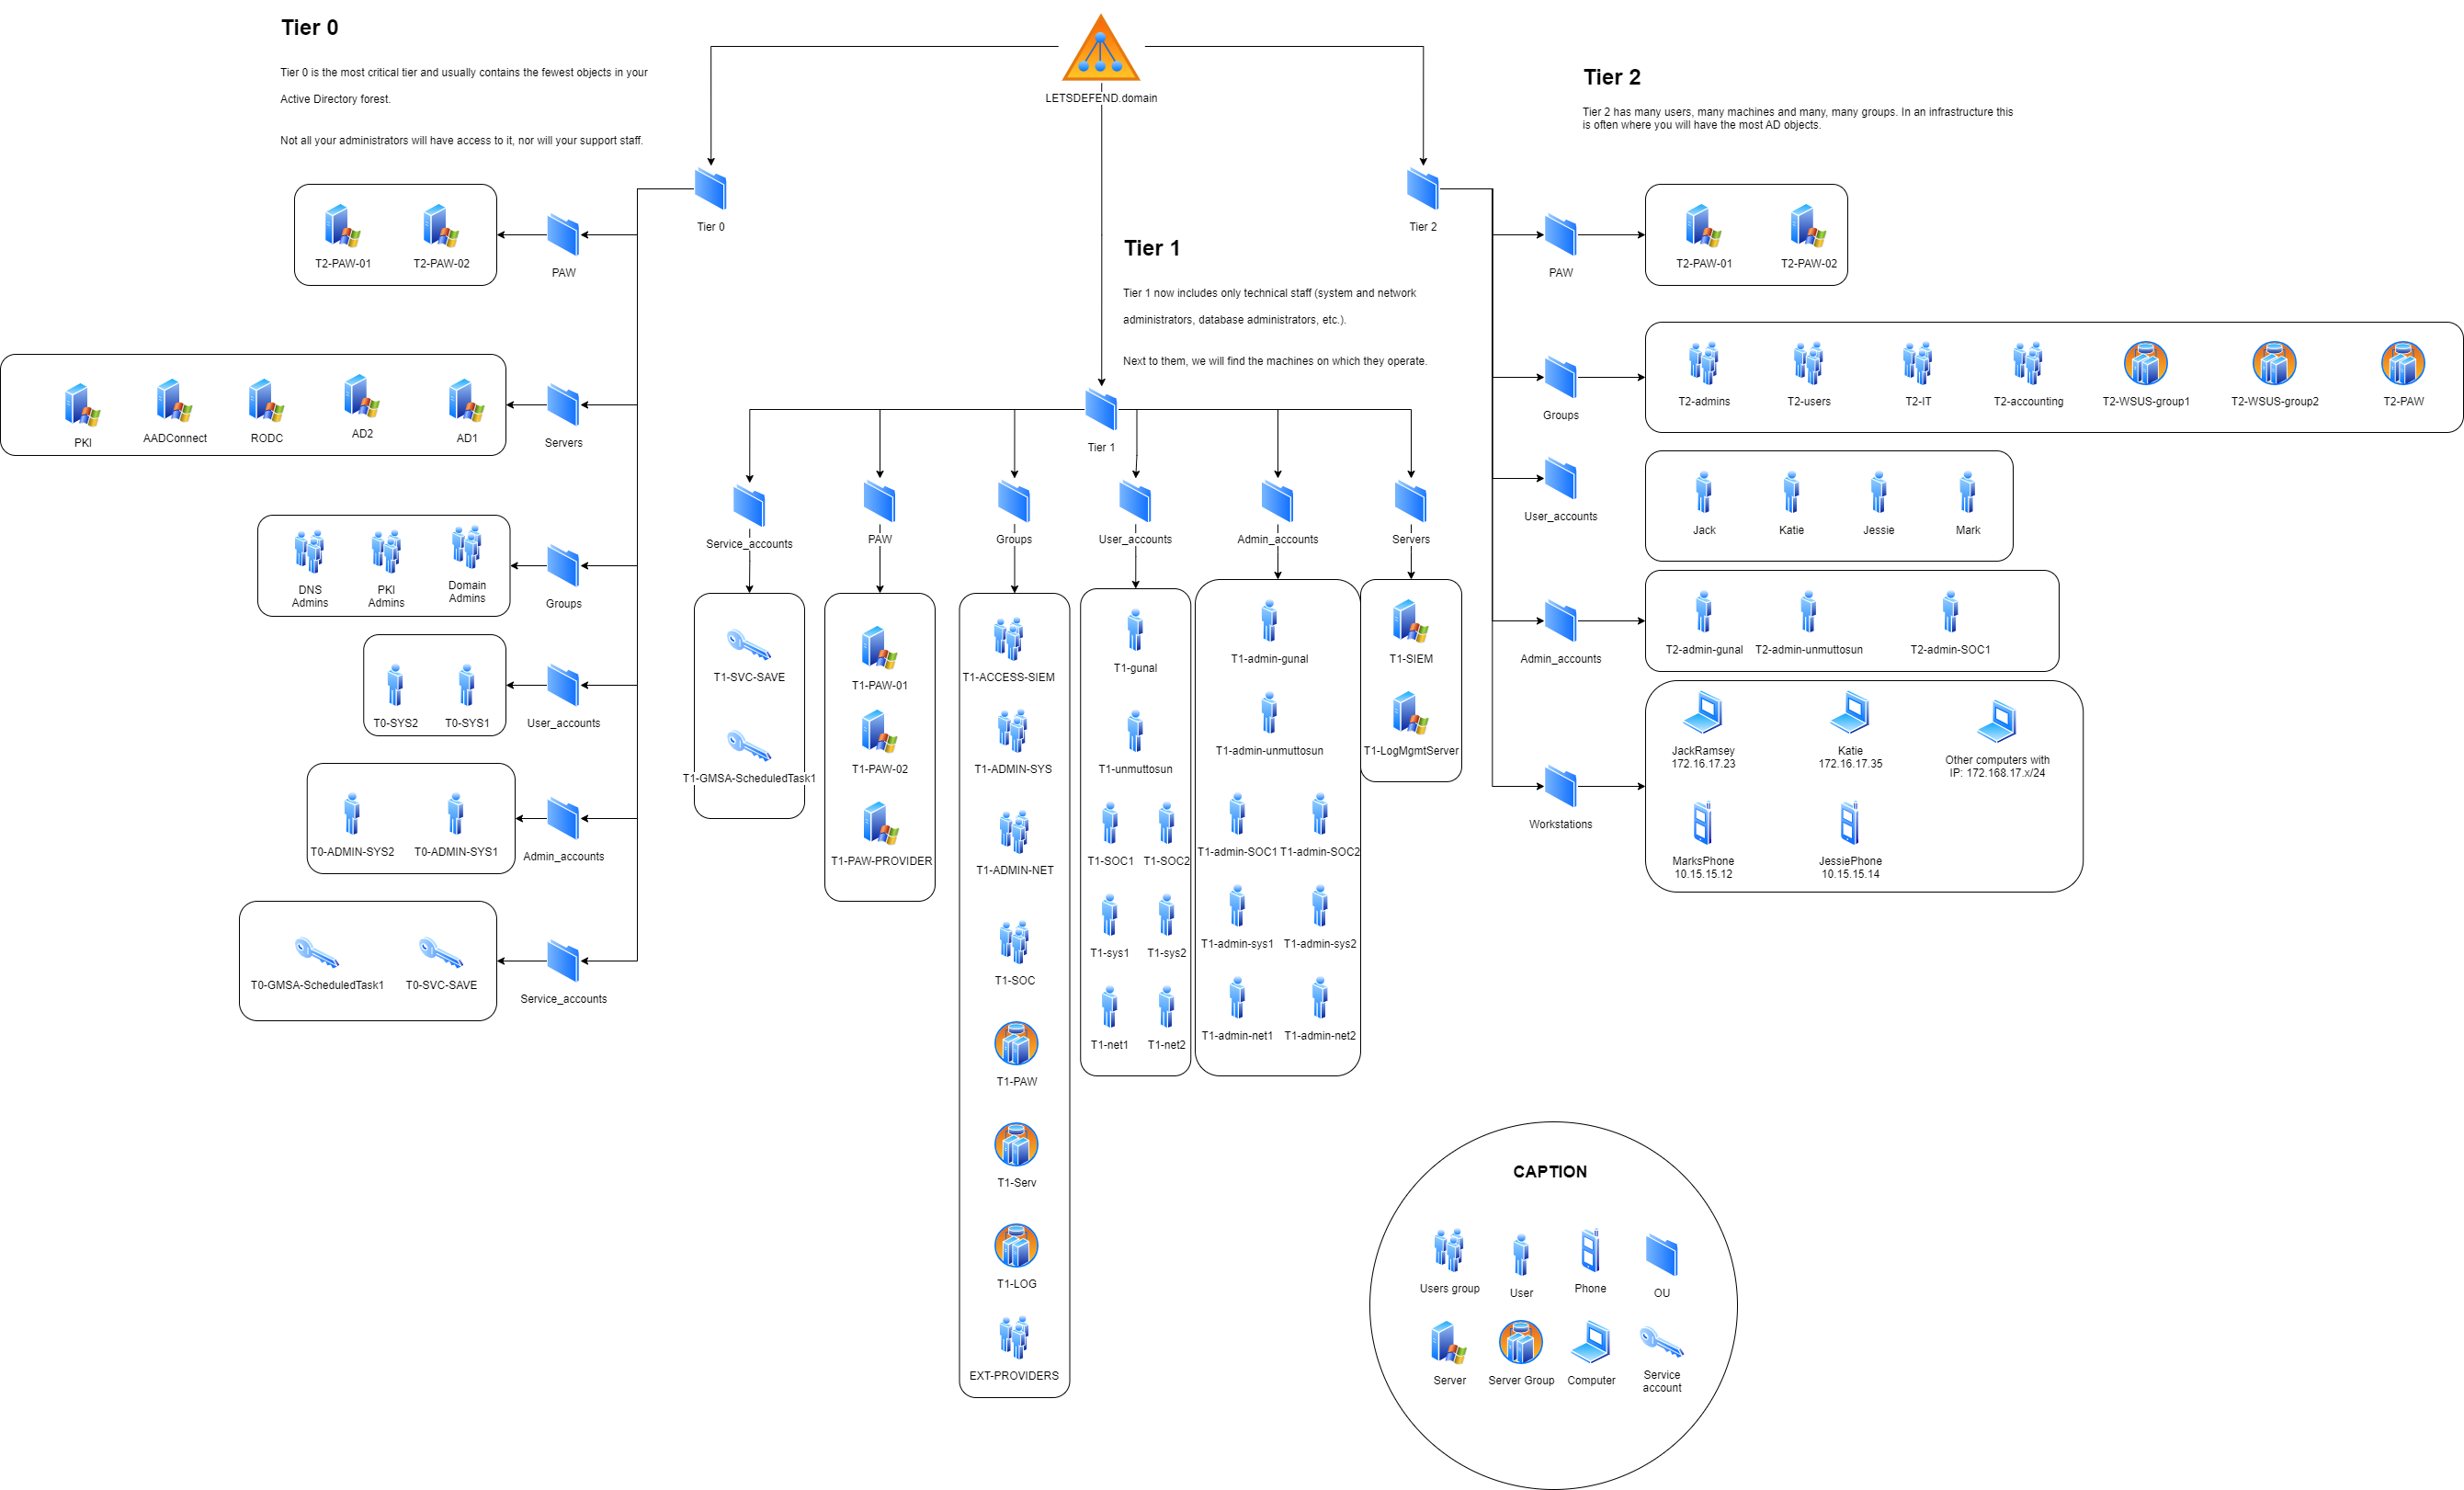 Tier 0
Tier 0 is the most critical tier and usually contains the fewest objects in your
Active Directory forest.
Not all your administrators will have access to it, nor will your support staff.
LETSDEFEND.domain
Tier 2
Tier 2 has many users, many machines and many, many groups. In an infrastructure this
is often where you will have the most AD objects.
Tier 0
Tier 2
Tier 1
Tier 1 now includes only technical staff (system and network
administrators, database administrators, etc.).
Next to them, we will find the machines on which they operate.
Tier 1
T2-PAW-01
T2-PAW-02
PAW
PKI
AADConnect
RODC
AD2
AD1
Servers
DNS
Admins
PKI
Admins
Domain
Admins
Groups
T0-SYS2
T0-SYS1
User_accounts
T0-ADMIN-SYS2
T0-ADMIN-SYS1
Admin_accounts
T0-GMSA-ScheduledTask1
T0-SVC-SAVE
Service_accounts
Service_accounts
PAW
Groups
User_accounts
Admin_accounts
Servers
T1-SVC-SAVE
T1-GMSA-ScheduledTask1
T1-PAW-01
T1-PAW-02
T1-PAW-PROVIDER
T1-ACCESS-SIEM
T1-ADMIN-SYS
T1-ADMIN-NET
T1-SOC
T1-PAW
T1-Serv
T1-LOG
EXT-PROVIDERS
T1-gunal
T1-unmuttosun
T1-SOC1
T1-SOC2
T1-sys1
T1-sys2
T1-net1
T1-net2
T1-admin-gunal
T1-admin-unmuttosun
T1-admin-SOC1
T1-admin-SOC2
T1-admin-sys1
T1-admin-sys2
T1-admin-net1
T1-admin-net2
T1-SIEM
T1-LogMgmtServer
PAW
T2-PAW-01
T2-PAW-02
Groups
T2-admins
T2-users
T2-IT
T2-accounting
T2-WSUS-group1
T2-WSUS-group2
T2-PAW
User_accounts
Jack
Katie
Jessie
Mark
Admin_accounts
T2-admin-gunal
T2-admin-unmuttosun
T2-admin-SOC1
Workstations
JackRamsey
172.16.17.23
Katie
172.16.17.35
Other computers with
IP: 172.168.17.x/24
MarksPhone
10.15.15.12
JessiePhone
10.15.15.14
CAPTION
Users group
User
Phone
OU
Server
Server Group
Computer
Service
account